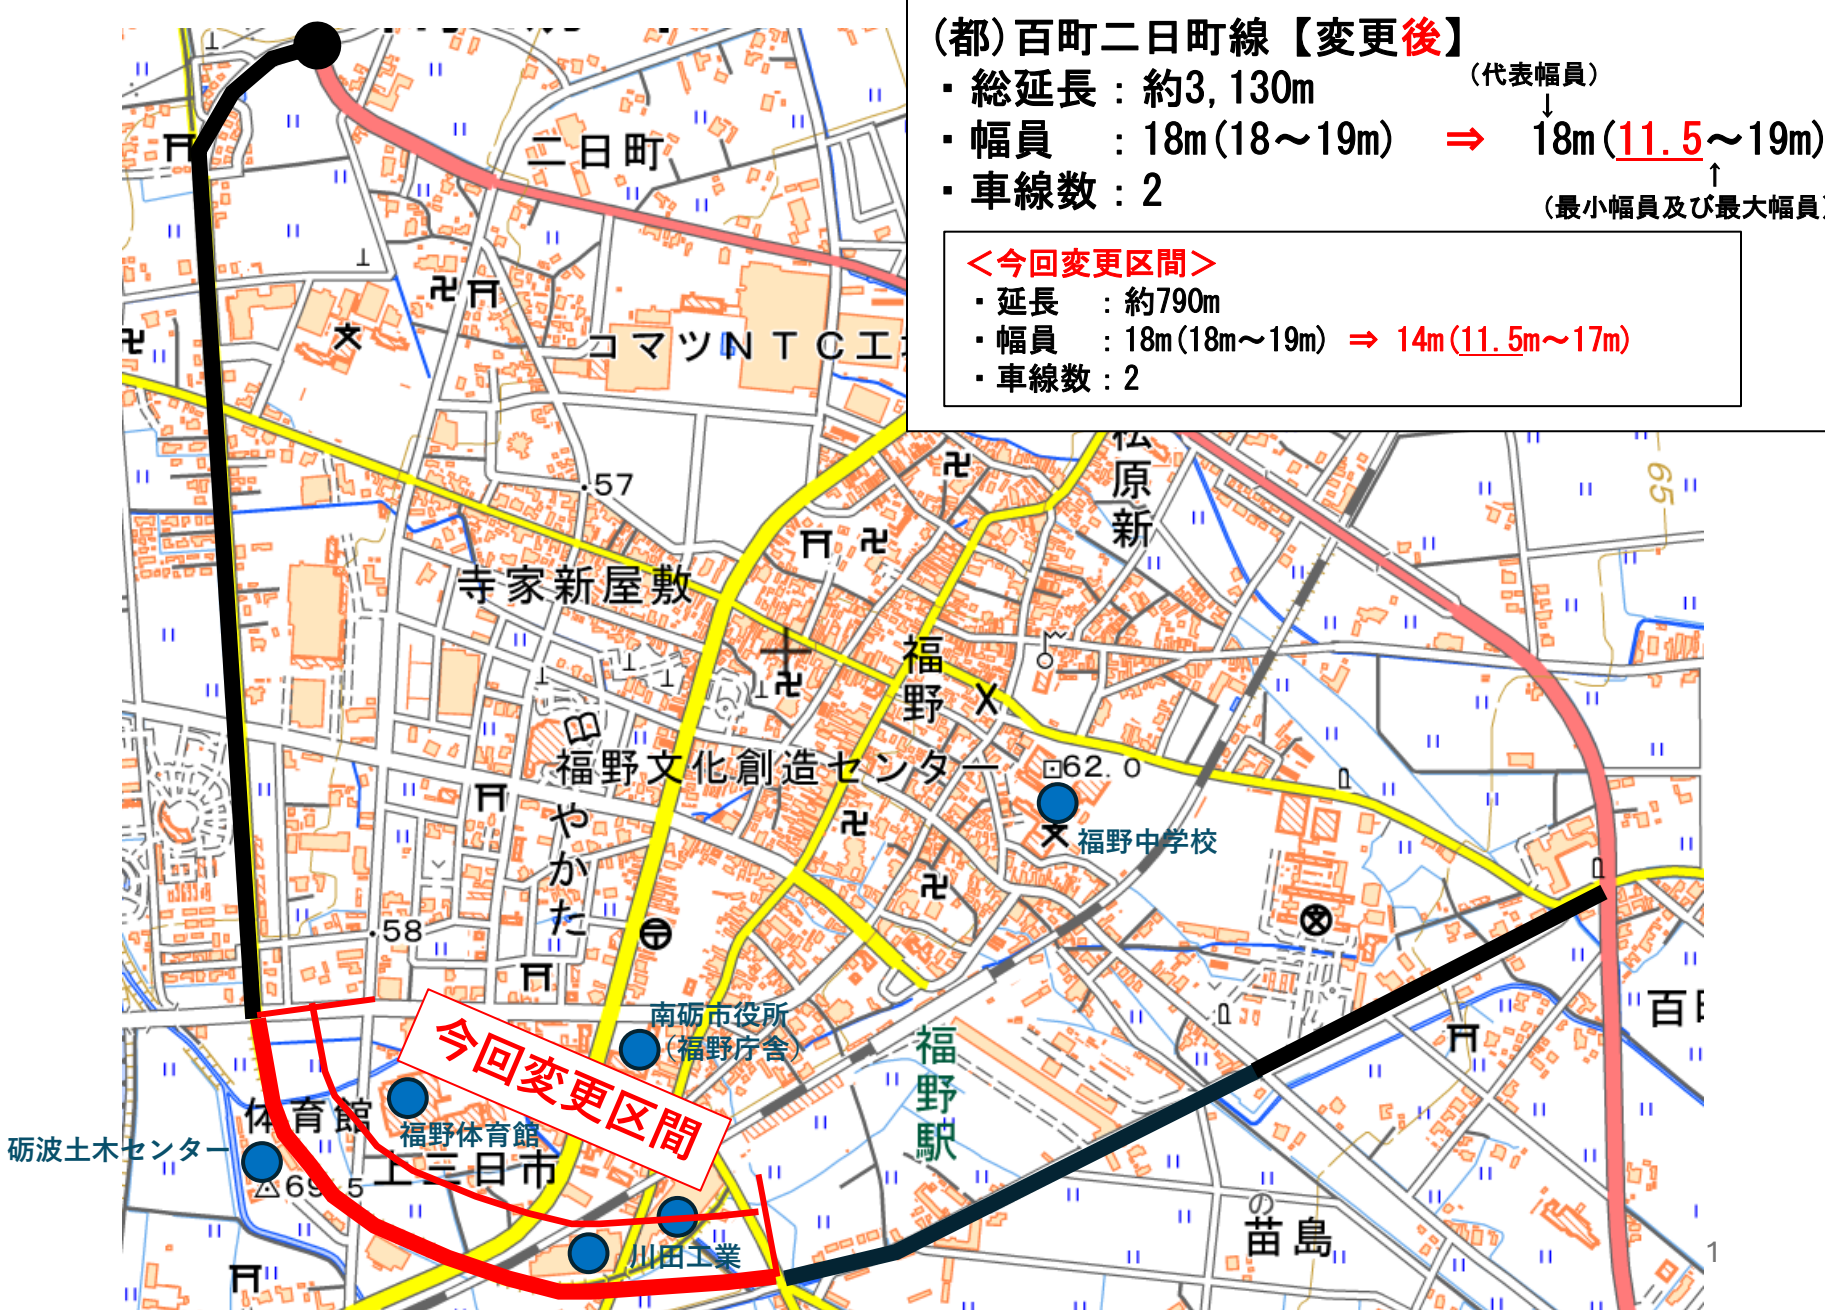 (都)百町二日町線【変更後】
・総延長：約3,130m
(代表幅員)
↓
・幅員　：18m(18～19m)　⇒　18m(11.5～19m)
↑
・車線数：2
(最小幅員及び最大幅員)
＜今回変更区間＞
・延長　：約790m
・幅員　：18m(18m～19m) ⇒ 14m(11.5m～17m)
・車線数：2
二日町
コマツNTC工
松原新
65
・57
寺家新屋敷
福野
福野文化創造センター
62.0
福野中学校
やかた
・58
百
南砺市役所
(福野庁舎)
今回変更区間
福野駅
体育館
福野体育館
砺波土木センター
上三日市
69.5
川田工業
の
苗島
1